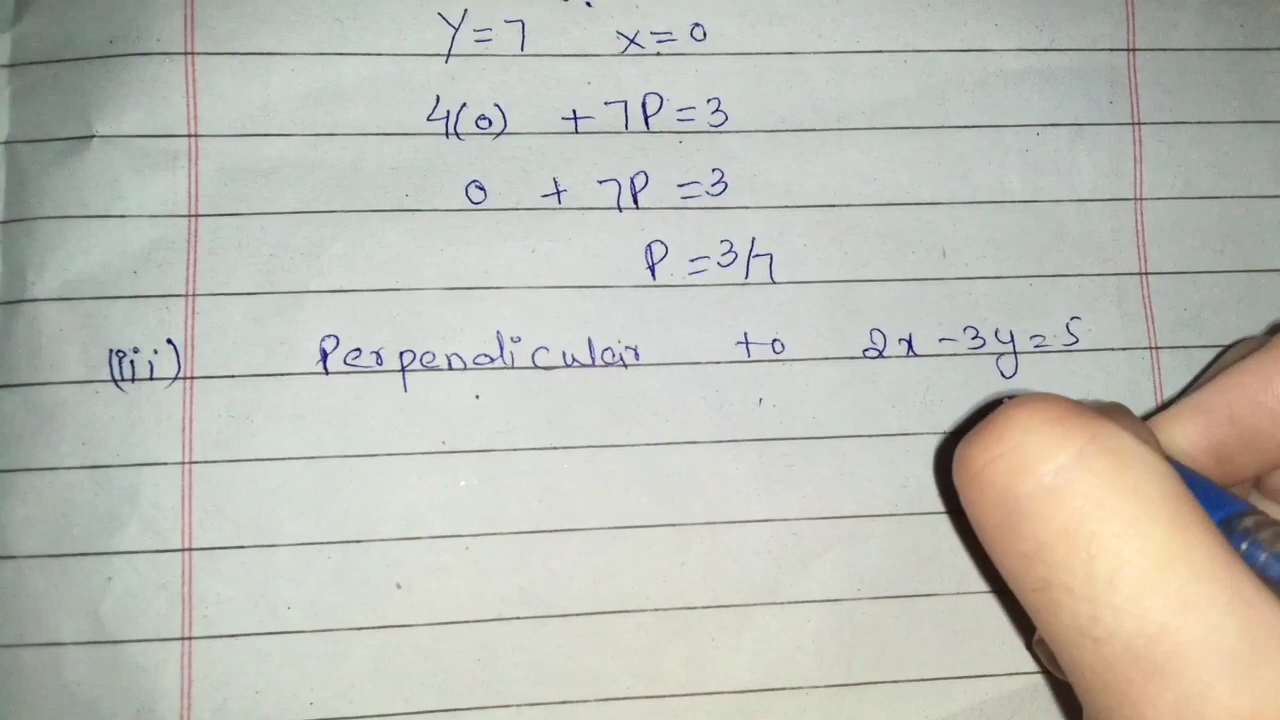 Y=7 x=0
4(0) + 7P=3
0 + 7P =3
P =3/7
(iii) Perpendicular to 2x-3y=5